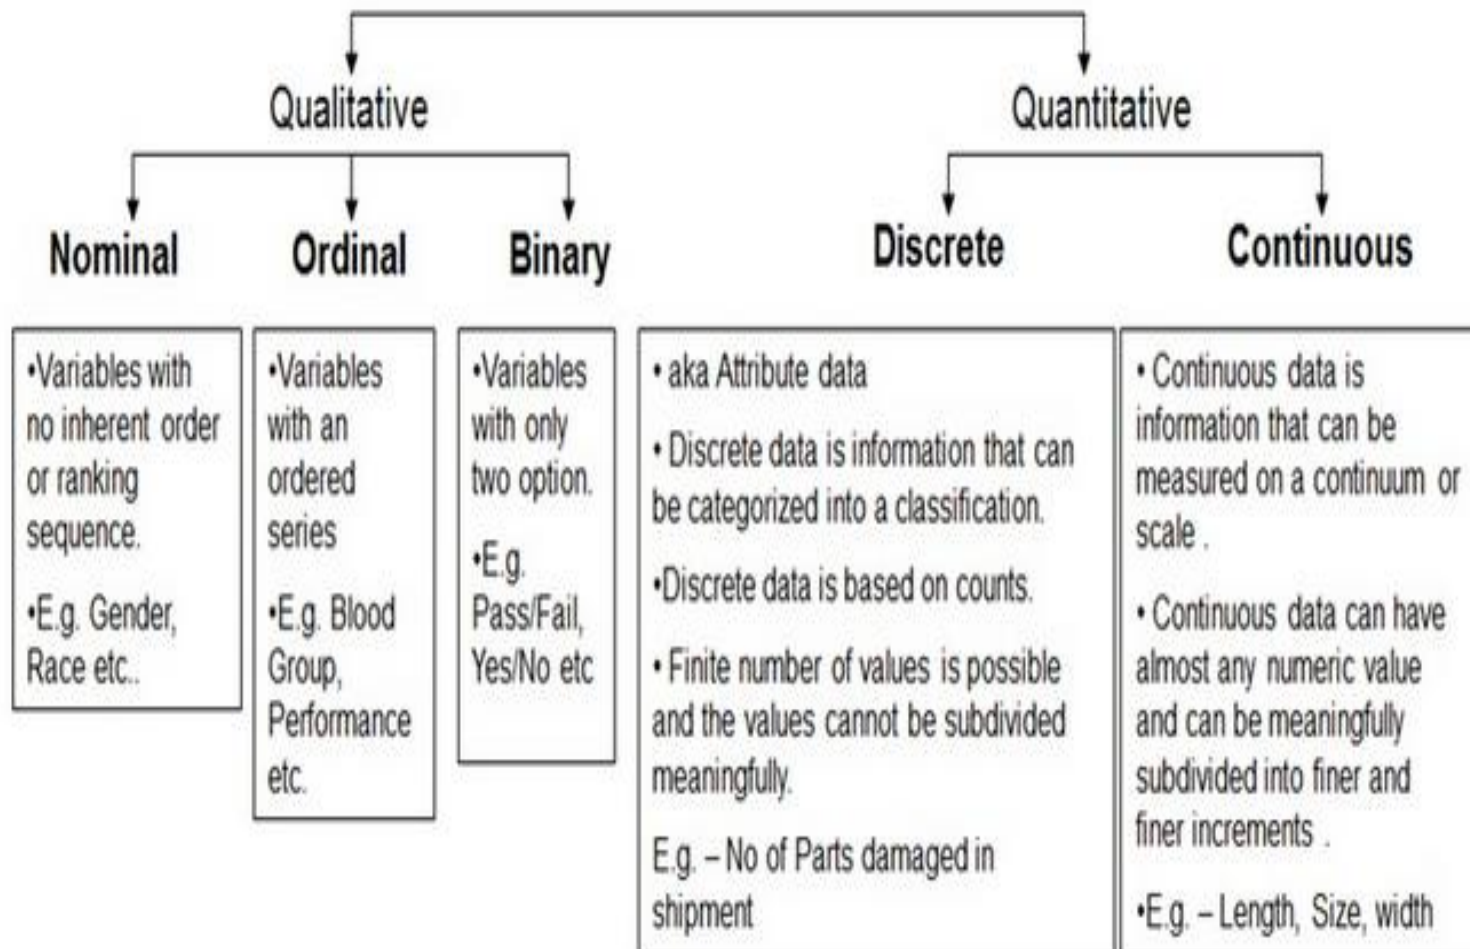 Qualitative
Quantitative
Nominal
Ordinal
Binary
Discrete
Continuous
•Variables with
no inherent order
or ranking
sequence.
•E.g. Gender,
Race etc..
•Variables
with an
ordered
series
•E.g. Blood
Group,
Performance
etc.
•Variables
with only
two option.
•E.g.
Pass/Fail,
Yes/No etc
• aka Attribute data
• Discrete data is information that can
be categorized into a classification.
•Discrete data is based on counts.
• Finite number of values is possible
and the values cannot be subdivided
meaningfully.
E.g. – No of Parts damaged in
shipment
• Continuous data is
information that can be
measured on a continuum or
scale .
• Continuous data can have
almost any numeric value
and can be meaningfully
subdivided into finer and
finer increments .
•E.g. – Length, Size, width